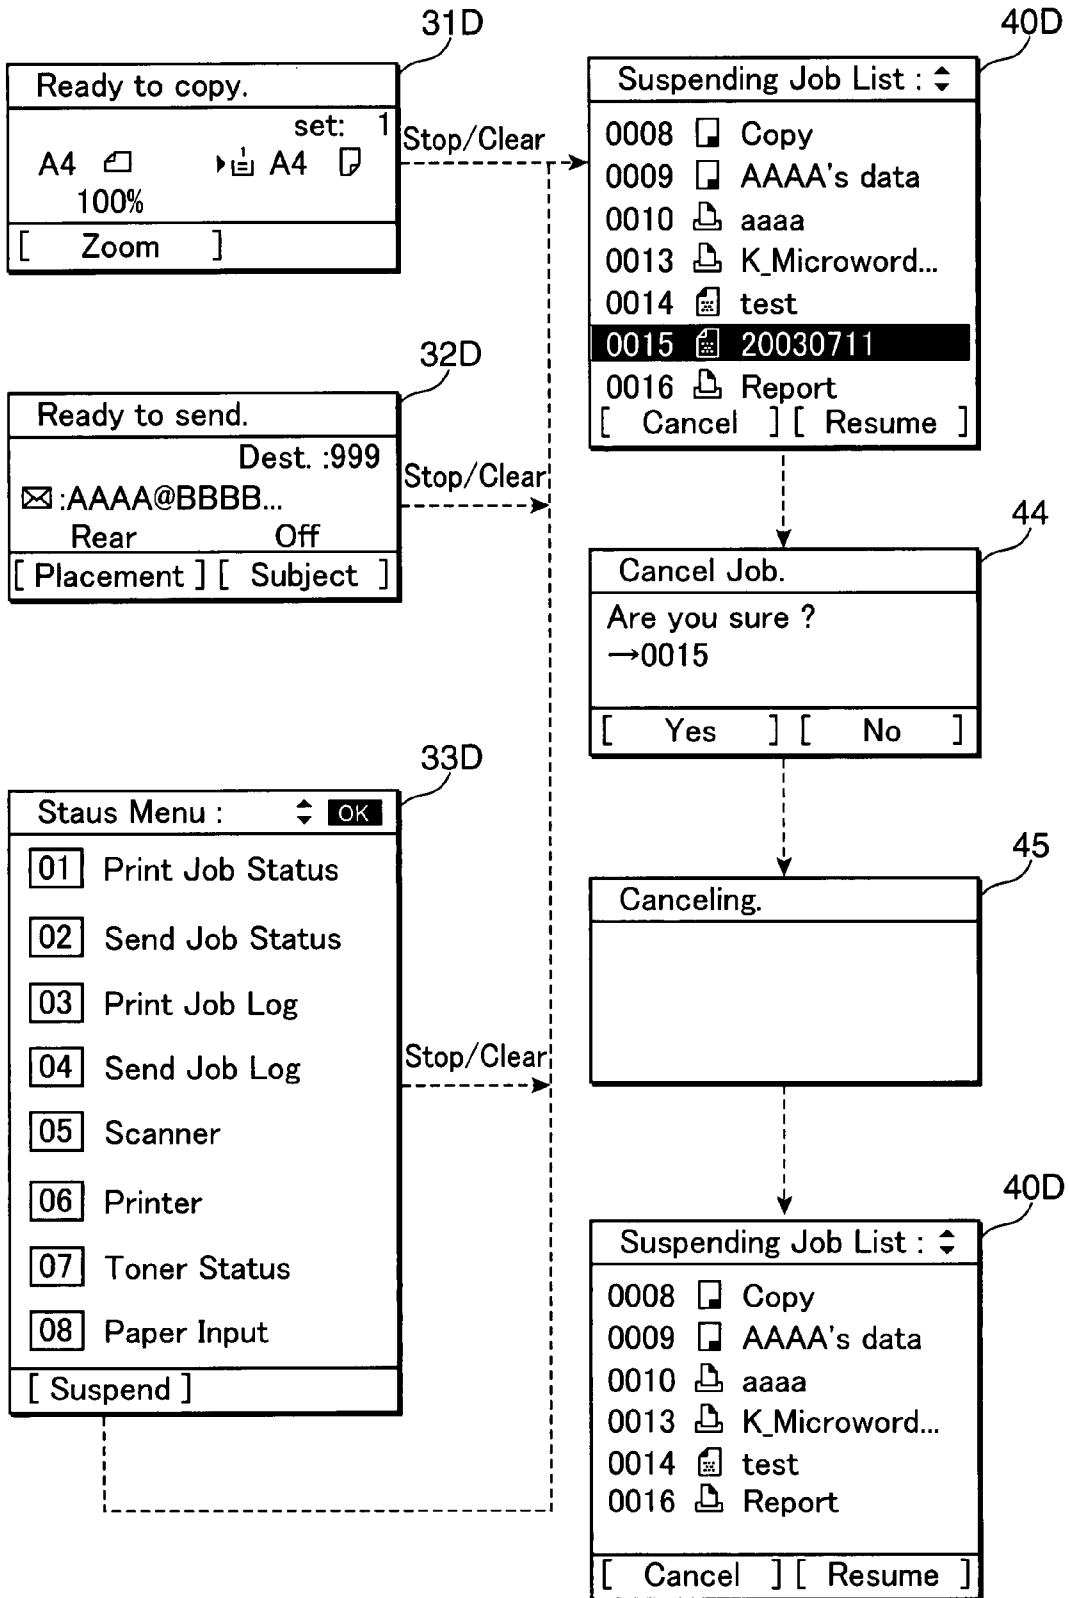 31D
Ready to copy.
set: 1
A4 1 A4
100%
[ Zoom ]
Stop/Clear
32D
Ready to send.
Dest. :999
:AAAA@BBBB...
Rear Off
[ Placement ] [ Subject ]
Stop/Clear
33D
Staus Menu : OK
01 Print Job Status
02 Send Job Status
03 Print Job Log
04 Send Job Log
05 Scanner
06 Printer
07 Toner Status
08 Paper Input
[ Suspend ]
Stop/Clear
40D
Suspending Job List :
0008 Copy
0009 AAAA's data
0010 aaaa
0013 K_Microword...
0014 test
0015 20030711
0016 Report
[ Cancel ] [ Resume ]
44
Cancel Job.
Are you sure ?
→0015
[ Yes ] [ No ]
45
Canceling.
40D
Suspending Job List :
0008 Copy
0009 AAAA's data
0010 aaaa
0013 K_Microword...
0014 test
0016 Report
[ Cancel ] [ Resume ]